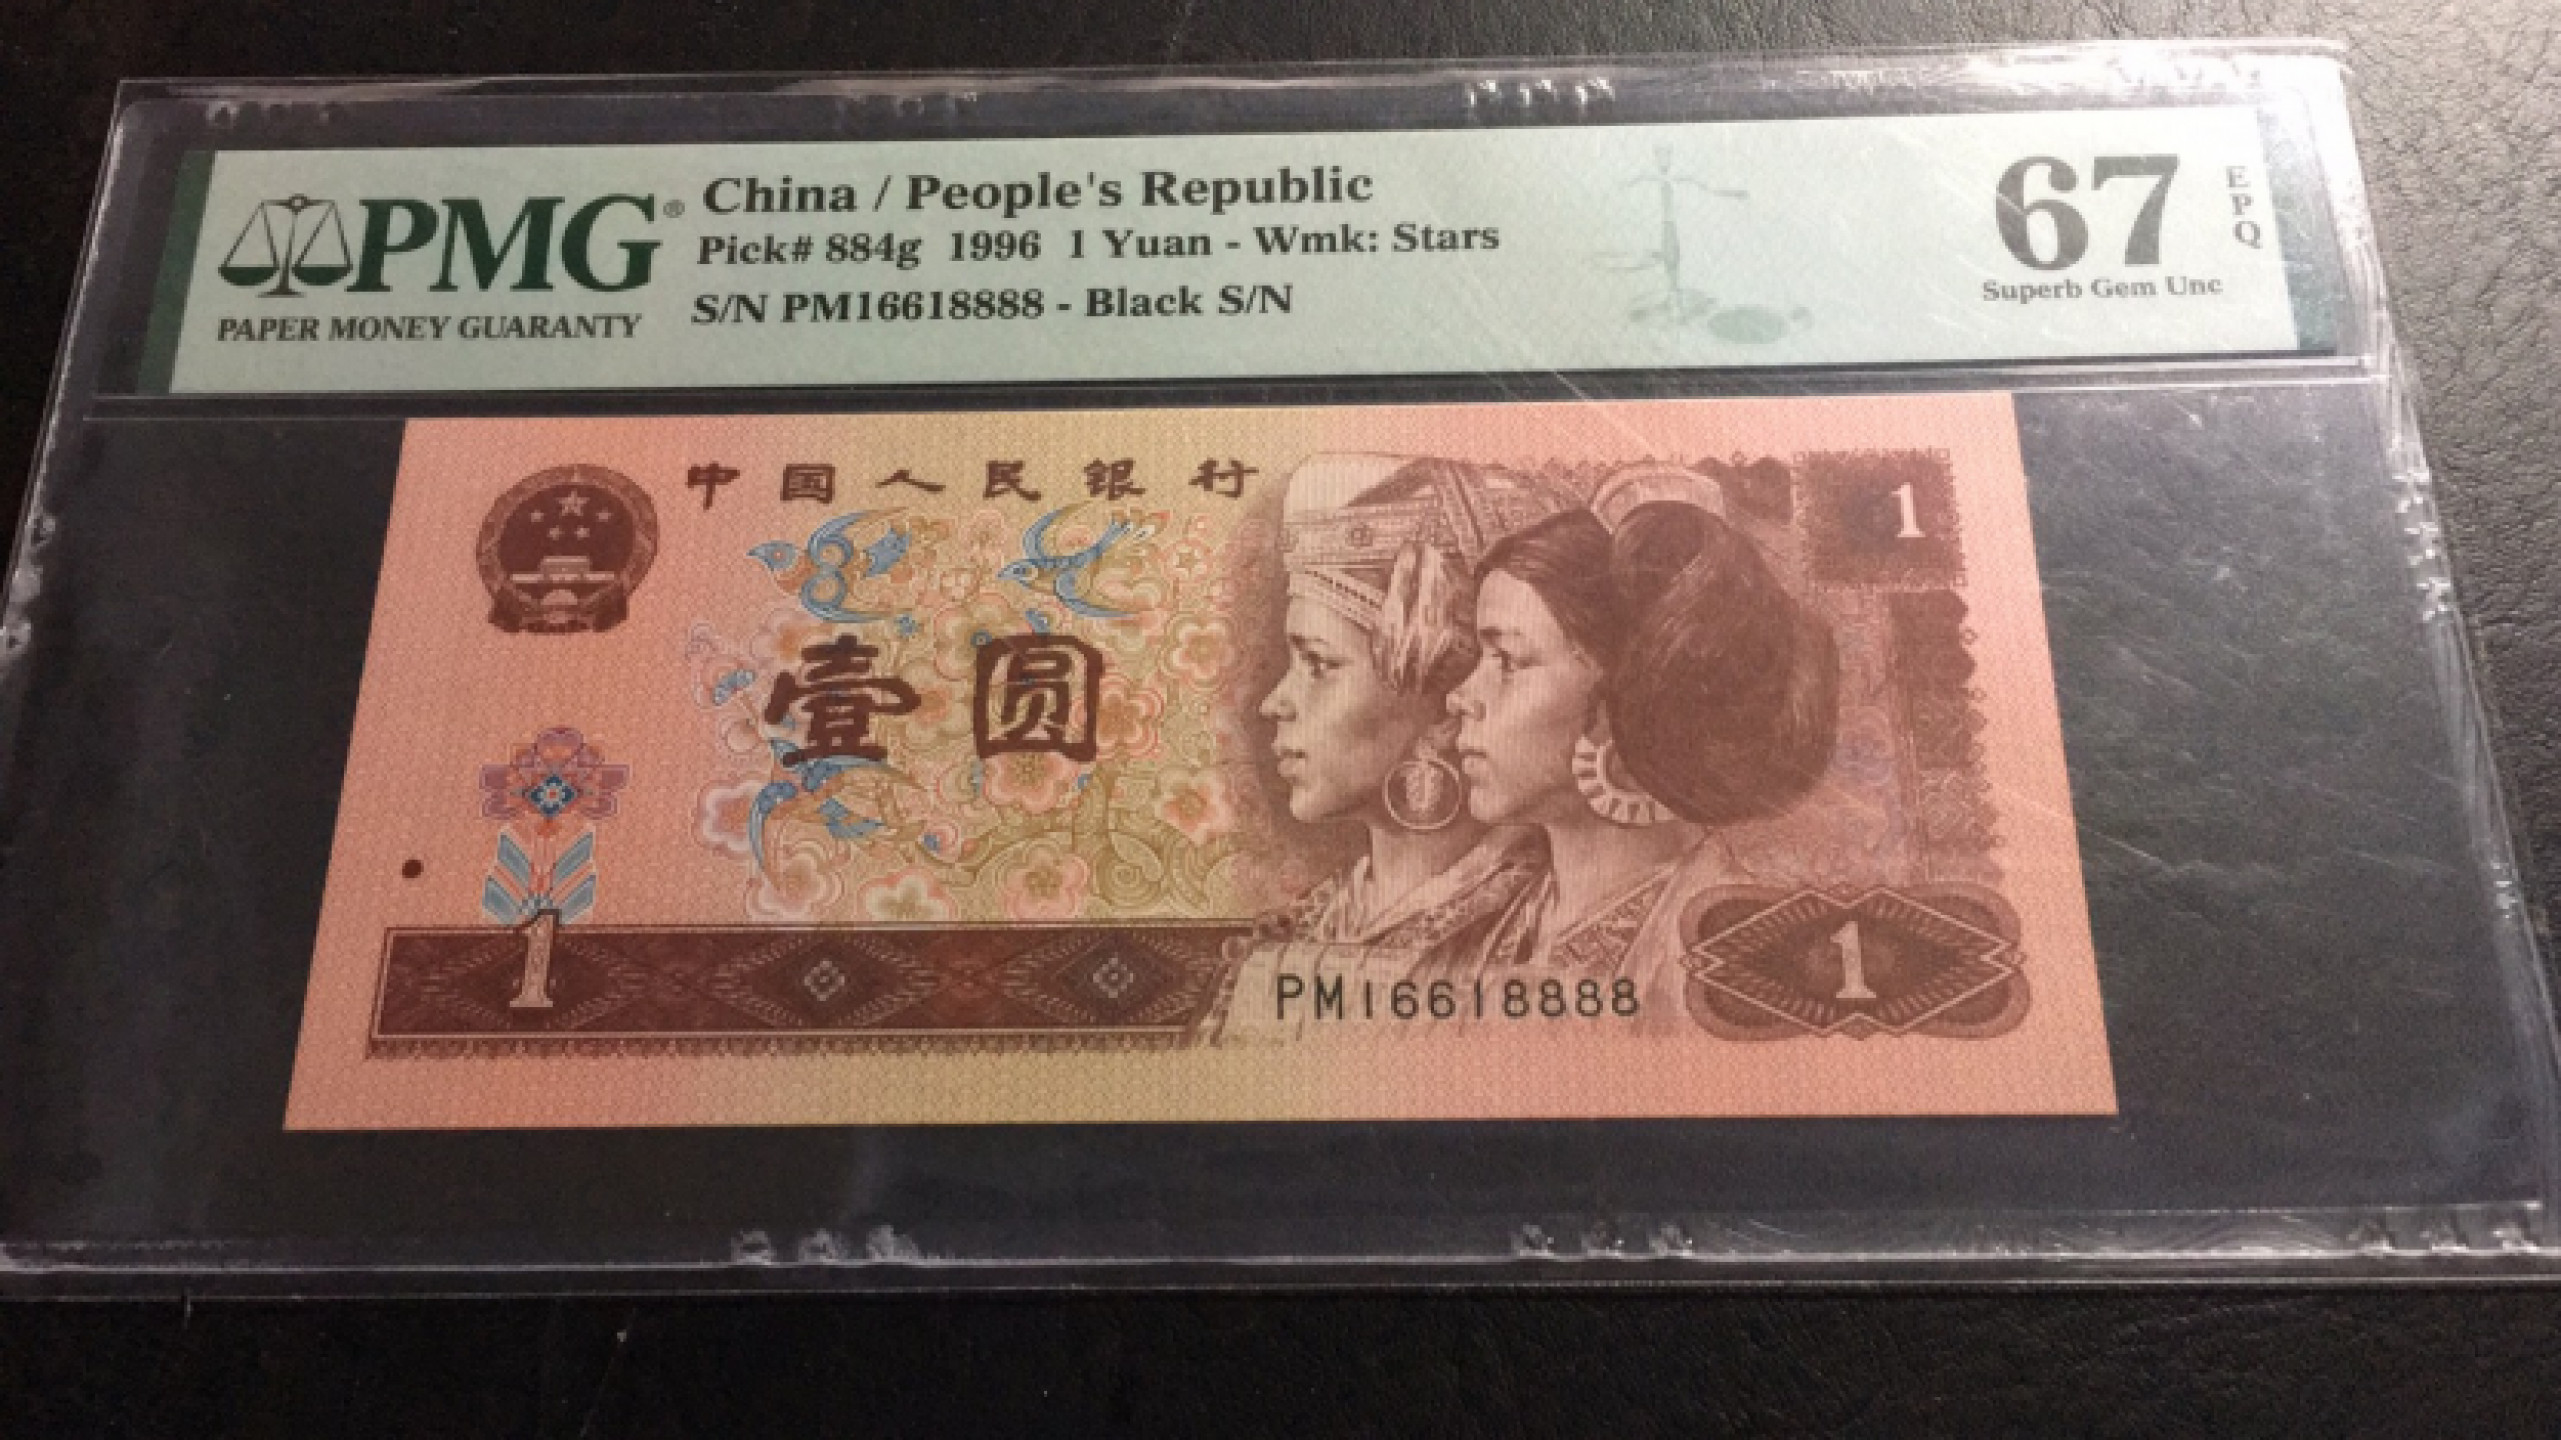 PMG®
PAPER MONEY GUARANTY
China / People's Republic
Pick# 884g 1996 1 Yuan - Wmk: Stars
S/N PM16618888 - Black S/N
67
EPQ
Superb Gem Unc
中国人民银行
1
壹圆
1
PM16618888
1